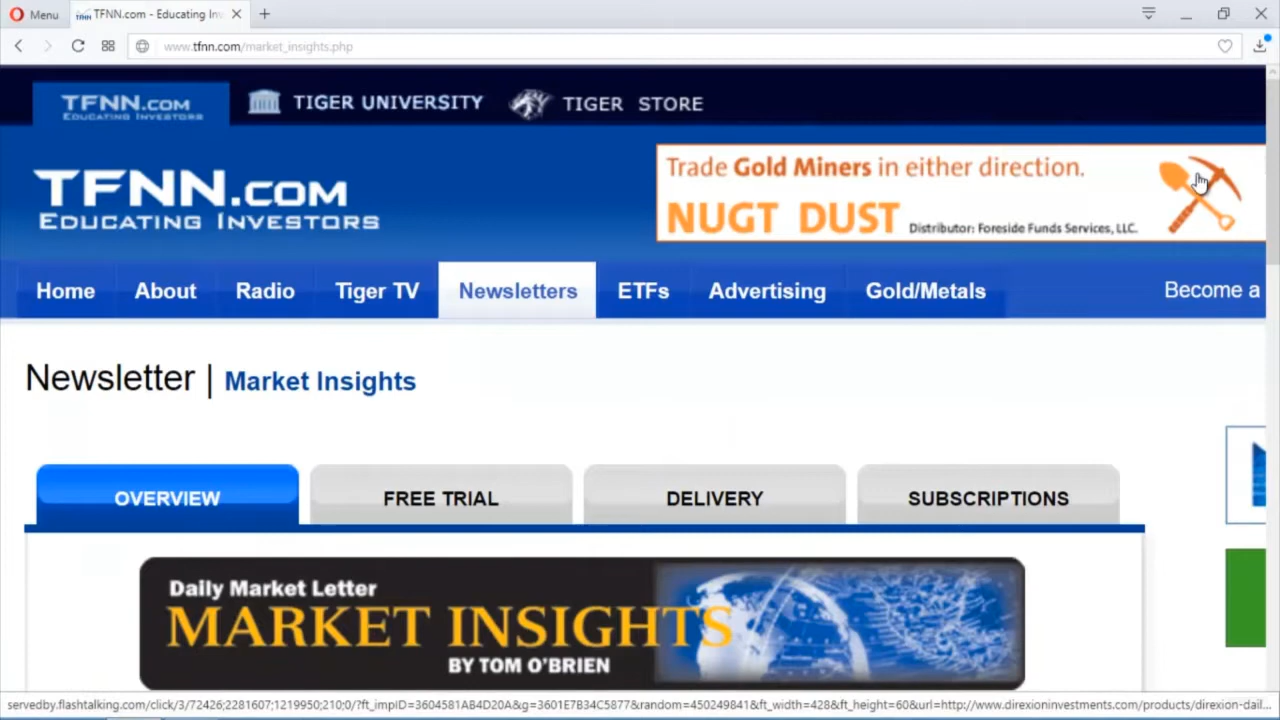 Menu
TFNN.com - Educating In
www.tfnn.com/market_insights.php
TFNN.COM
EDUCATING INVESTORS
TIGER UNIVERSITY
TIGER STORE
TFNN.COM
EDUCATING INVESTORS
Trade Gold Miners in either direction.
NUGT DUST Distributor: Foreside Funds Services, LLC.
Home About Radio Tiger TV Newsletters ETFs Advertising Gold/Metals Become a
Newsletter | Market Insights
OVERVIEW FREE TRIAL DELIVERY SUBSCRIPTIONS
Daily Market Letter
MARKET INSIGHTS
BY TOM O'BRIEN
servedby.flashtalking.com/click/3/72426;2281607;1219950;210;0/?ft_impID=3604581AB4D20A&g=3601E7B34C5877&random=450249841&ft_width=428&ft_height=60&url=http://www.direxioninvestments.com/products/direxion-dail...